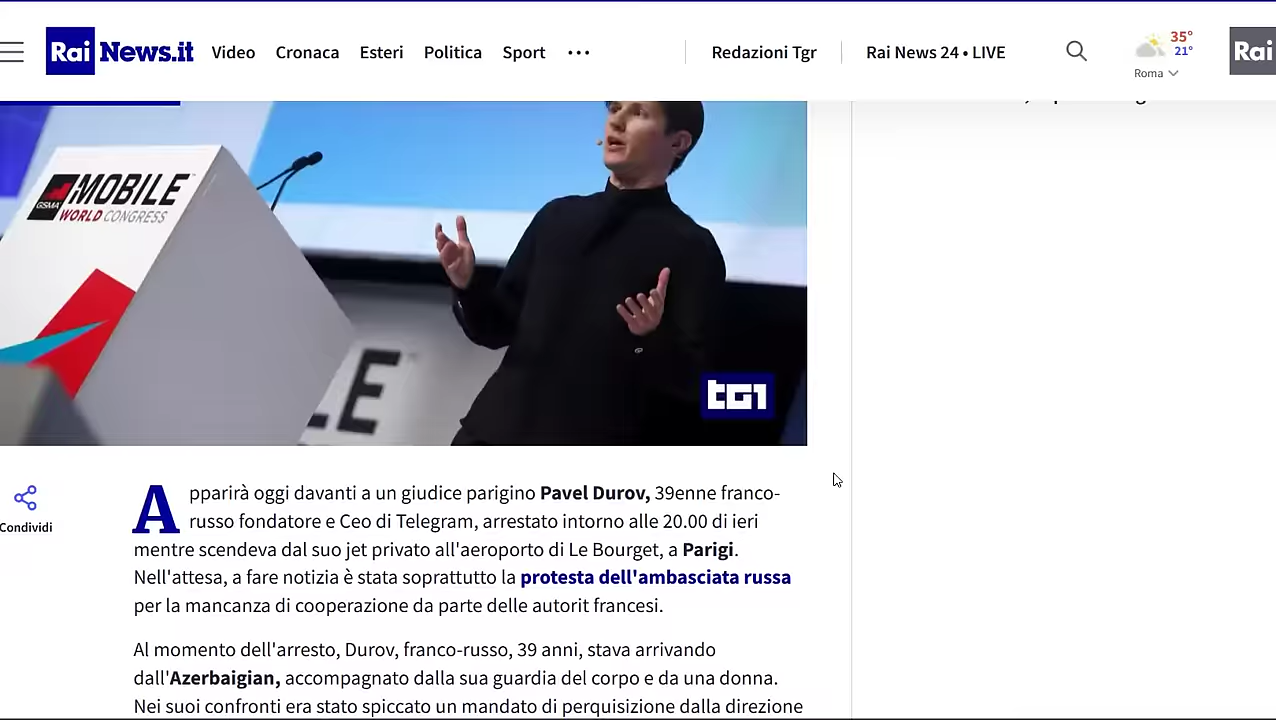 Rai News.it Video Cronaca Esteri Politica Sport ••• Redazioni Tgr Rai News 24 • LIVE 35° 21° Roma Rai
GSMA MOBILE
WORLD CONGRESS
LE
tG1
Apparirà oggi davanti a un giudice parigino Pavel Durov, 39enne franco-
russo fondatore e Ceo di Telegram, arrestato intorno alle 20.00 di ieri
mentre scendeva dal suo jet privato all'aeroporto di Le Bourget, a Parigi.
Nell'attesa, a fare notizia è stata soprattutto la protesta dell'ambasciata russa
per la mancanza di cooperazione da parte delle autorit francesi.
Condividi
Al momento dell'arresto, Durov, franco-russo, 39 anni, stava arrivando
dall'Azerbaigian, accompagnato dalla sua guardia del corpo e da una donna.
Nei suoi confronti era stato spiccato un mandato di perquisizione dalla direzione